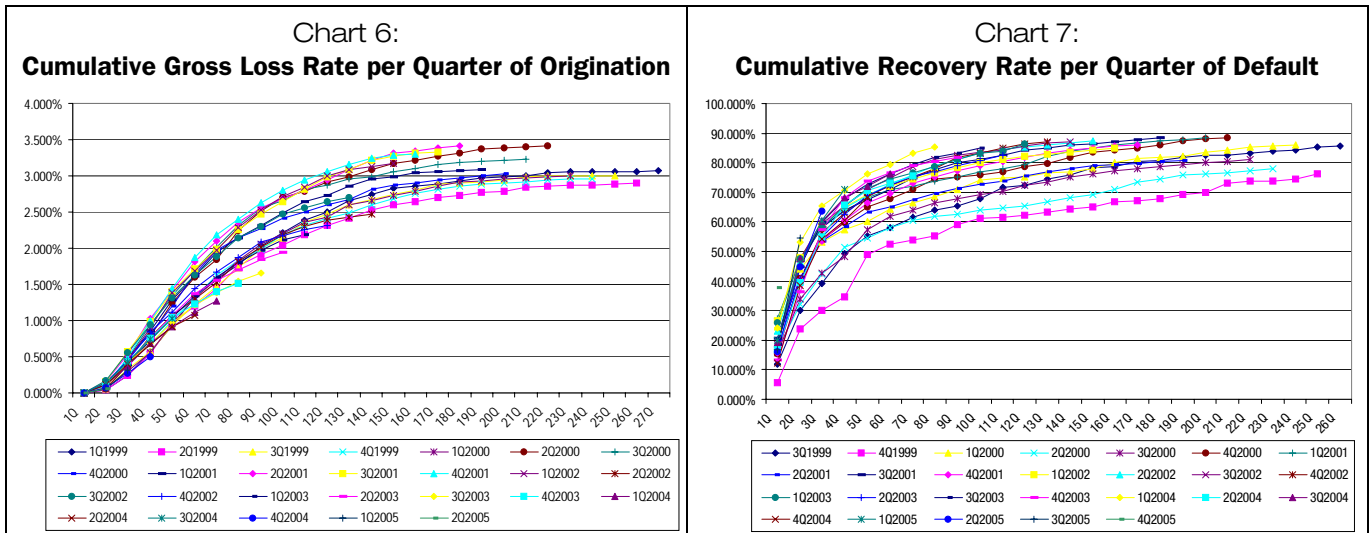 Chart 6:
Cumulative Gross Loss Rate per Quarter of Origination
4.000%
3.500%
3.000%
2.500%
2.000%
1.500%
1.000%
0.500%
0.000%
1Q 2Q 3Q 4Q 5Q 6Q 7Q 8Q 9Q 10Q 11Q 12Q 13Q 14Q 15Q 16Q 17Q 18Q 19Q 20Q 21Q 22Q 23Q 24Q 25Q 26Q 27Q
1Q1999 2Q1999 3Q1999 4Q1999 1Q2000 2Q2000 3Q2000
4Q2000 1Q2001 2Q2001 3Q2001 4Q2001 1Q2002 2Q2002
3Q2002 4Q2002 1Q2003 2Q2003 3Q2003 4Q2003 1Q2004
2Q2004 3Q2004 4Q2004 1Q2005 2Q2005
Chart 7:
Cumulative Recovery Rate per Quarter of Default
100.000%
90.000%
80.000%
70.000%
60.000%
50.000%
40.000%
30.000%
20.000%
10.000%
0.000%
1Q 2Q 3Q 4Q 5Q 6Q 7Q 8Q 9Q 10Q 11Q 12Q 13Q 14Q 15Q 16Q 17Q 18Q 19Q 20Q 21Q 22Q 23Q 24Q 25Q 26Q
3Q1999 4Q1999 1Q2000 2Q2000 3Q2000 4Q2000 1Q2001
2Q2001 3Q2001 4Q2001 1Q2002 2Q2002 3Q2002 4Q2002
1Q2003 2Q2003 3Q2003 4Q2003 1Q2004 2Q2004 3Q2004
4Q2004 1Q2005 2Q2005 3Q2005 4Q2005